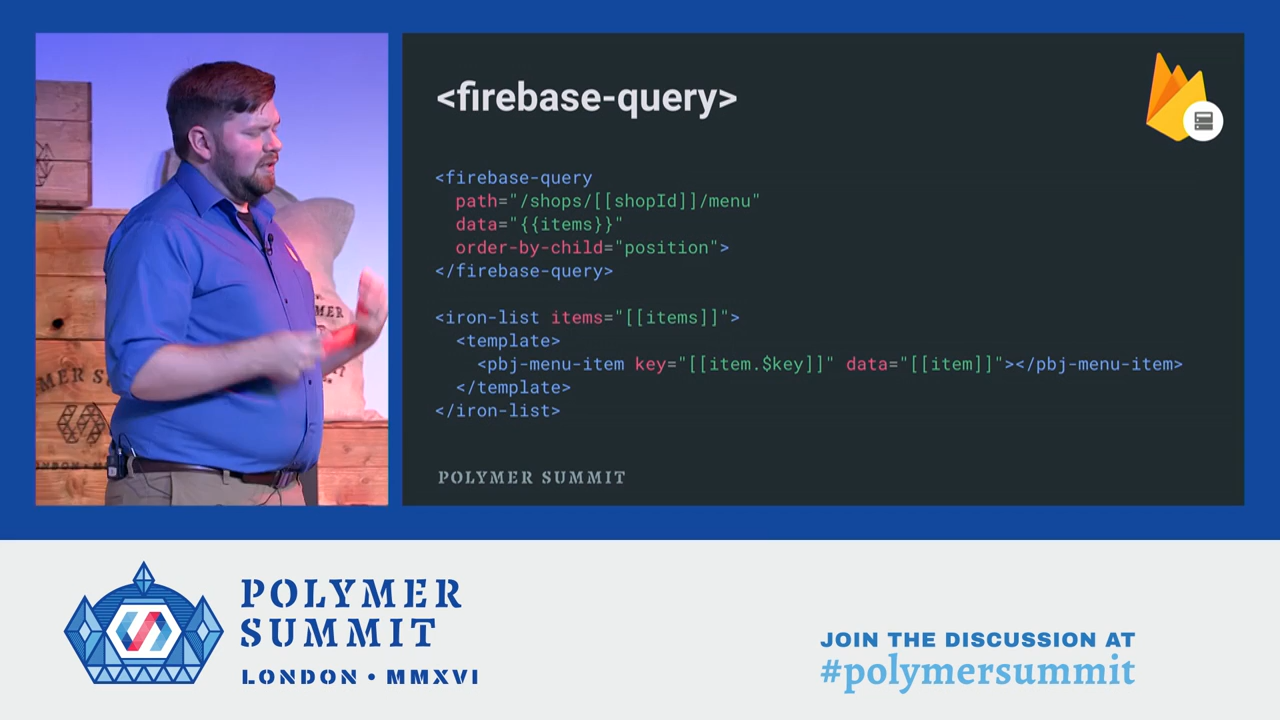 <firebase-query>
<firebase-query
path="/shops/[[shopId]]/menu"
data="{{items}}"
order-by-child="position">
</firebase-query>
<iron-list items="[[items]]">
<template>
<pbj-menu-item key="[[item.$key]]" data="[[item]]"></pbj-menu-item>
</template>
</iron-list>
POLYMER SUMMIT
POLYMER
SUMMIT
LONDON • MMXVI
JOIN THE DISCUSSION AT
#polymersummit